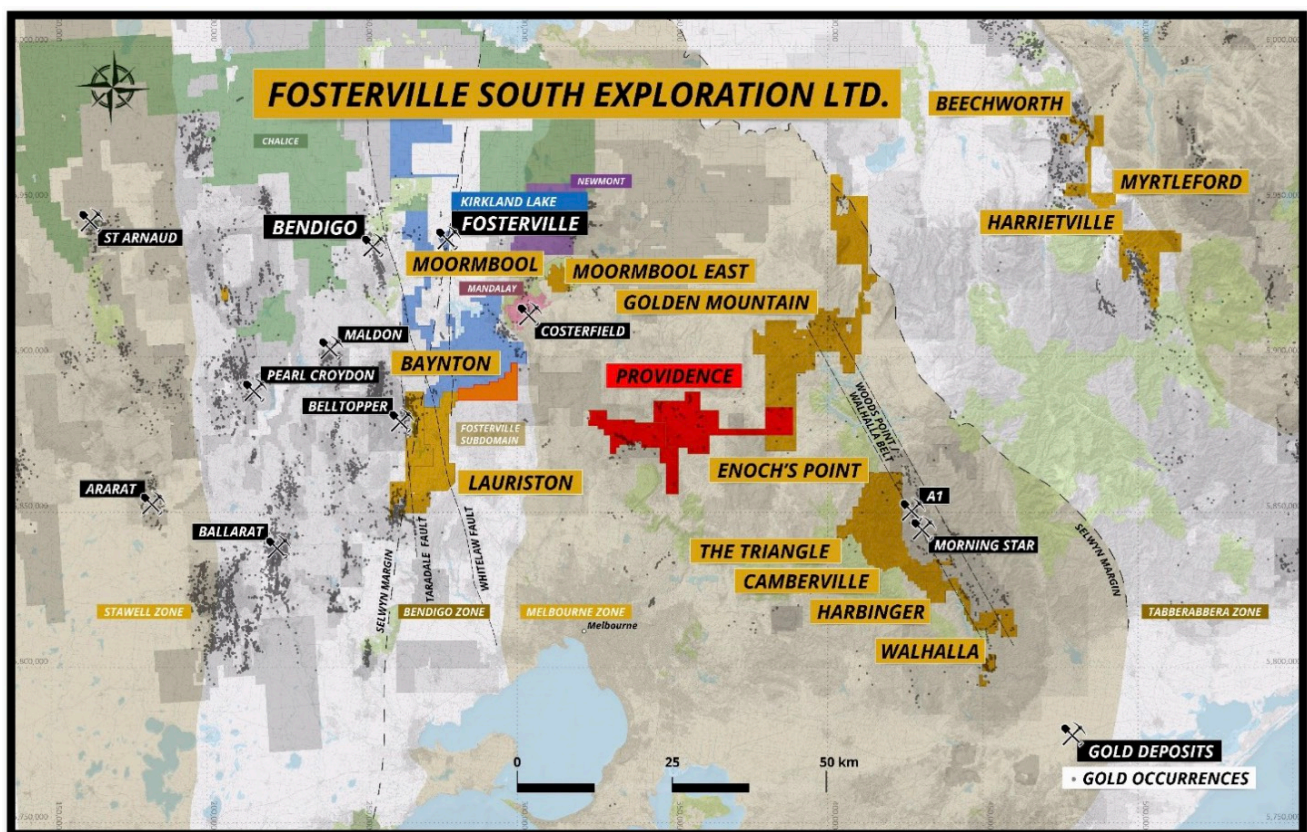 FOSTERVILLE SOUTH EXPLORATION LTD.
BEECHWORTH
CHALICE
MYRTLEFORD
NEWMONT
KIRKLAND LAKE
FOSTERVILLE
HARRIETVILLE
ST ARNAUD
BENDIGO
MOORMBOOL
MOORMBOOL EAST
MANDALAY
GOLDEN MOUNTAIN
COSTERFIELD
MALDON
BAYNTON
PEARL CROYDON
PROVIDENCE
BELLTOPPER
WOODS POINT /
WALHALLA BELT
FOSTERVILLE
SUBDOMAIN
ENOCH'S POINT
LAURISTON
ARARAT
A1
BALLARAT
MORNING STAR
THE TRIANGLE
SELWYN MARGIN
TARADALE FAULT
WHITELAW FAULT
SELWYN MARGIN
CAMBERVILLE
STAWELL ZONE
BENDIGO ZONE
MELBOURNE ZONE
HARBINGER
TABBERABBERA ZONE
Melbourne
WALHALLA
GOLD DEPOSITS
GOLD OCCURRENCES
0 25 50 km